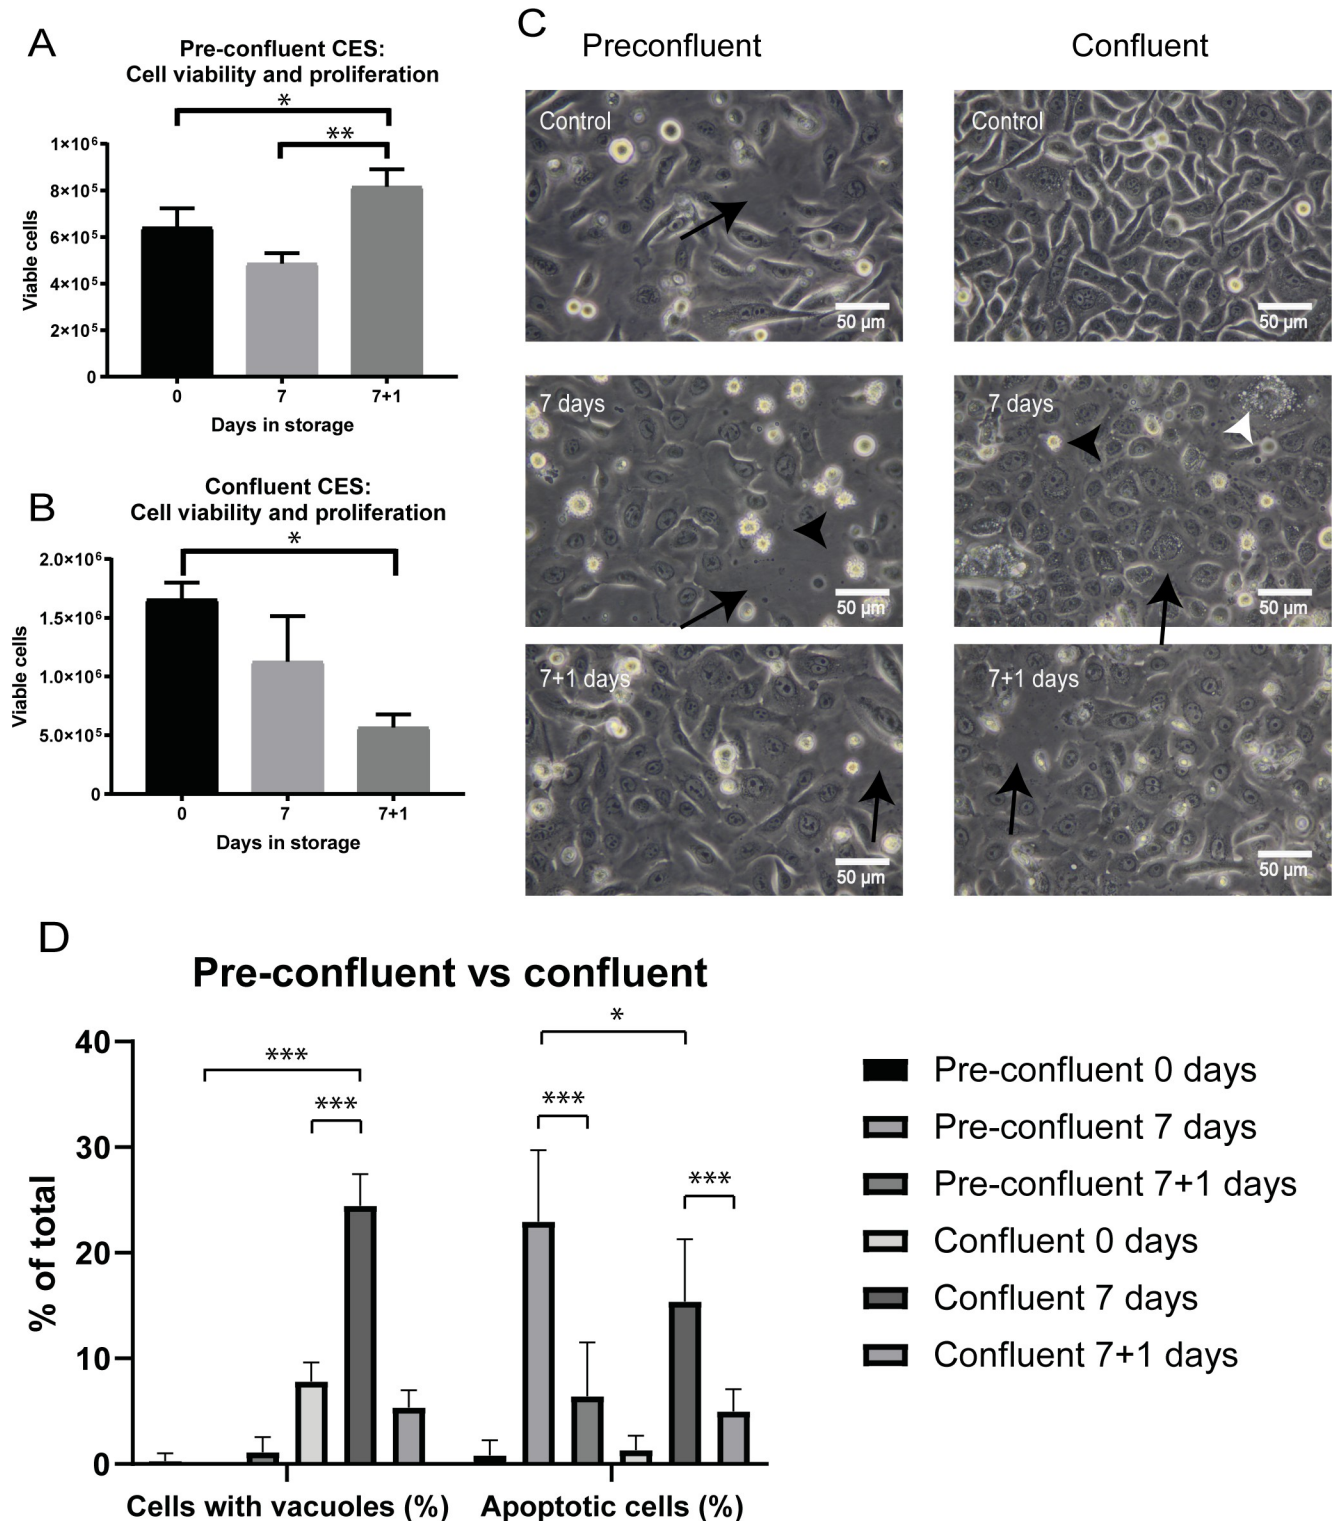 A
Pre-confluent CES:
Cell viability and proliferation
*
**
1×10⁶
8×10⁵
6×10⁵
4×10⁵
2×10⁵
0
Viable cells
0 7 7+1
Days in storage
B
Confluent CES:
Cell viability and proliferation
*
2.0×10⁶
1.5×10⁶
1.0×10⁶
5.0×10⁵
0
Viable cells
0 7 7+1
Days in storage
C
Preconfluent Confluent
Control
50 µm
Control
50 µm
7 days
50 µm
7 days
50 µm
7+1 days
50 µm
7+1 days
50 µm
D
Pre-confluent vs confluent
*
***
***
***
***
40
30
20
10
0
% of total
Cells with vacuoles (%) Apoptotic cells (%)
Pre-confluent 0 days
Pre-confluent 7 days
Pre-confluent 7+1 days
Confluent 0 days
Confluent 7 days
Confluent 7+1 days